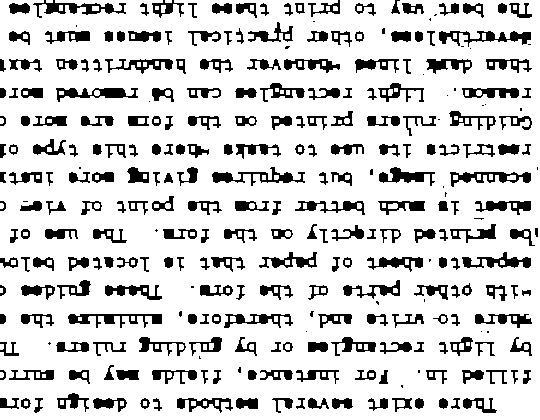 There exist several methods to design form
filled in. For instance, fields may be surro
by light rectangles or by guiding rulers. Th
where to write and, therefore, minimize the e
with other parts of the form. These guides c
separate sheet of paper that is located below
be printed directly on the form. The use of
sheet is much better from the point of view o
scanned image, but requires giving more instr
restricts its use to tasks where this type of
Guiding rulers printed on the form are more c
reason. Light rectangles can be removed more
than dark lines whenever the handwritten text
Nevertheless, other practical issues must be
The best way to print these light rectangles